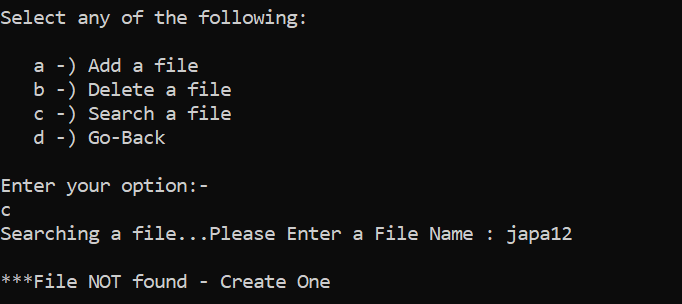 Select any of the following:
a -) Add a file
b -) Delete a file
c -) Search a file
d -) Go-Back
Enter your option:-
c
Searching a file...Please Enter a File Name : japa12
***File NOT found - Create One